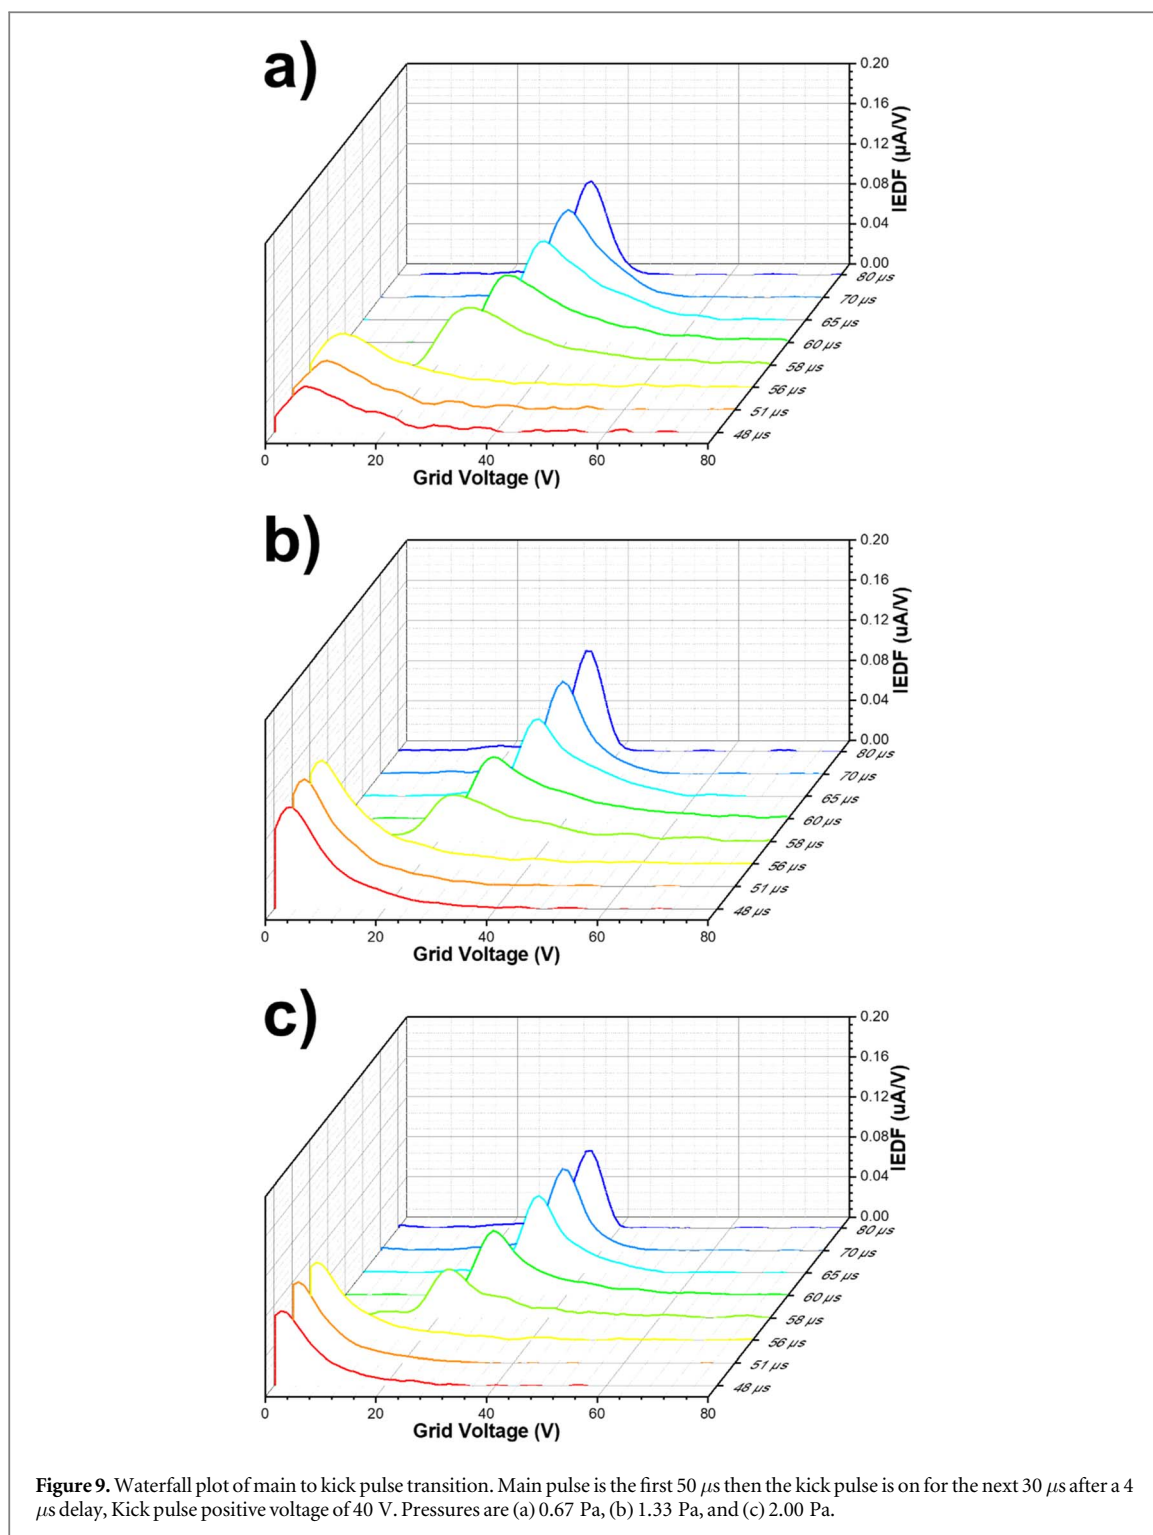 a)
0.20
0.16
0.12
0.08
0.04
0.00
IEDF (µA/V)
80 µs
70 µs
65 µs
60 µs
58 µs
56 µs
51 µs
48 µs
0 20 40 60 80
Grid Voltage (V)
b)
0.20
0.16
0.12
0.08
0.04
0.00
IEDF (uA/V)
80 µs
70 µs
65 µs
60 µs
58 µs
56 µs
51 µs
48 µs
0 20 40 60 80
Grid Voltage (V)
c)
0.20
0.16
0.12
0.08
0.04
0.00
IEDF (uA/V)
80 µs
70 µs
65 µs
60 µs
58 µs
56 µs
51 µs
48 µs
0 20 40 60 80
Grid Voltage (V)
Figure 9. Waterfall plot of main to kick pulse transition. Main pulse is the first 50 µs then the kick pulse is on for the next 30 µs after a 4
µs delay, Kick pulse positive voltage of 40 V. Pressures are (a) 0.67 Pa, (b) 1.33 Pa, and (c) 2.00 Pa.